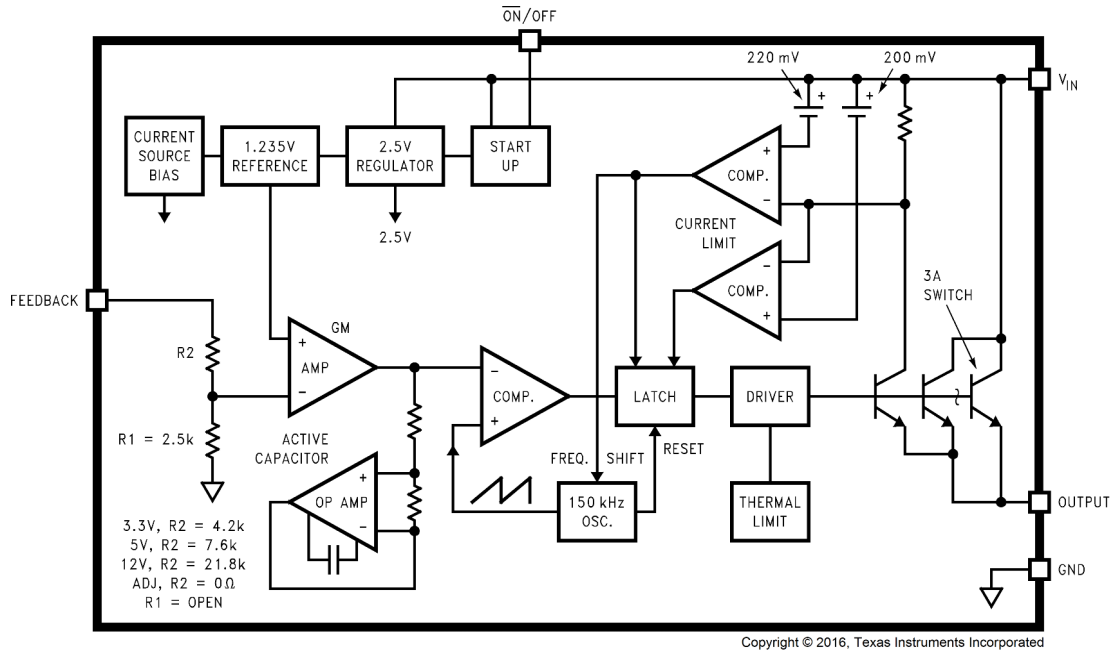 ON/OFF
220 mV
200 mV
VIN
CURRENT
SOURCE
BIAS
1.235V
REFERENCE
2.5V
REGULATOR
START
UP
+
+
+
COMP.
−
2.5V
CURRENT
LIMIT
−
COMP.
+
3A
SWITCH
FEEDBACK
GM
R2
+
AMP
−
−
COMP.
+
LATCH
DRIVER
R1 = 2.5k
ACTIVE
CAPACITOR
FREQ. SHIFT
RESET
+
OP AMP
−
150 kHz
OSC.
THERMAL
LIMIT
OUTPUT
3.3V, R2 = 4.2k
5V, R2 = 7.6k
12V, R2 = 21.8k
ADJ, R2 = 0Ω
R1 = OPEN
GND
Copyright © 2016, Texas Instruments Incorporated